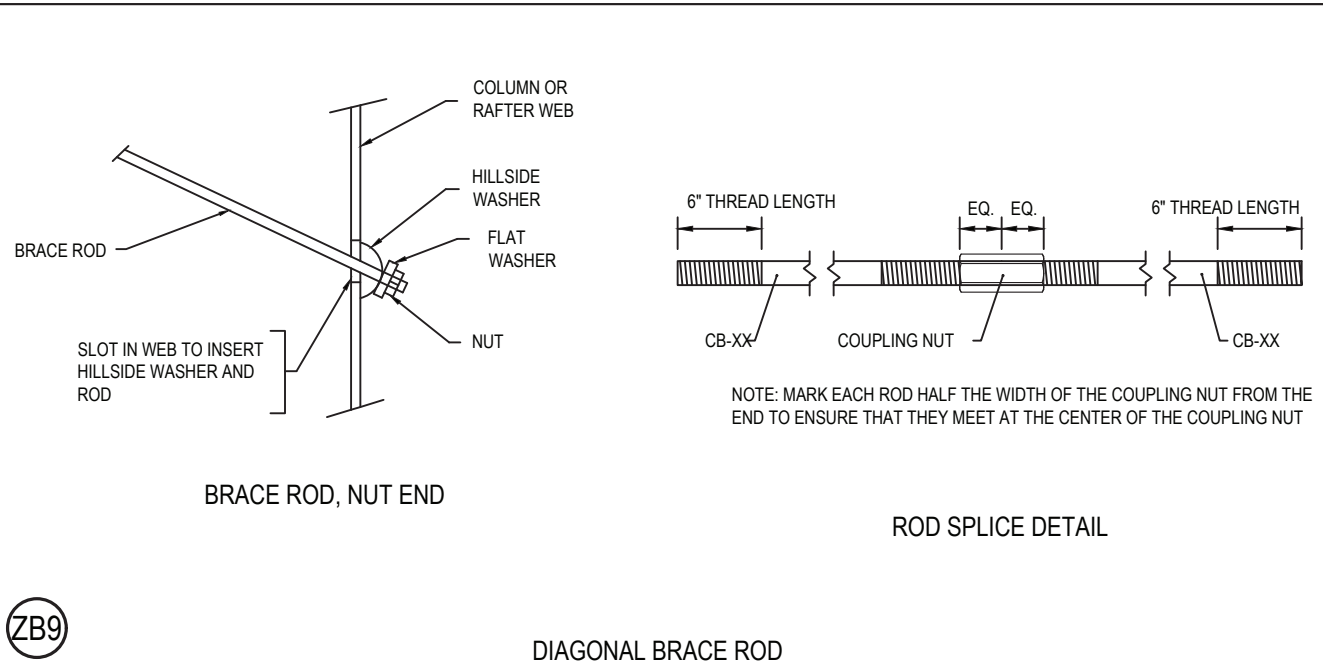 COLUMN OR
RAFTER WEB
HILLSIDE
WASHER
FLAT
WASHER
BRACE ROD
NUT
SLOT IN WEB TO INSERT
HILLSIDE WASHER AND
ROD
BRACE ROD, NUT END
6" THREAD LENGTH
EQ. EQ.
6" THREAD LENGTH
CB-XX
COUPLING NUT
CB-XX
NOTE: MARK EACH ROD HALF THE WIDTH OF THE COUPLING NUT FROM THE
END TO ENSURE THAT THEY MEET AT THE CENTER OF THE COUPLING NUT
ROD SPLICE DETAIL
ZB9
DIAGONAL BRACE ROD